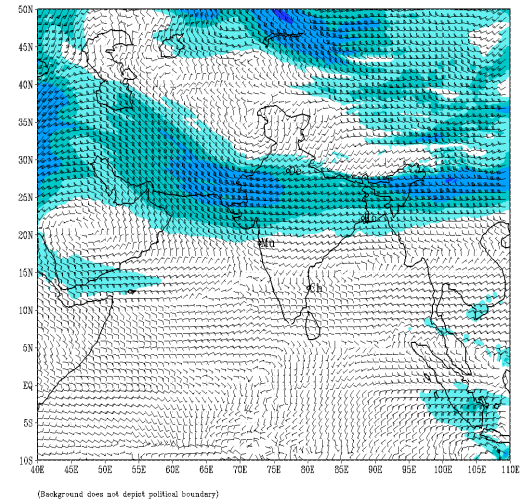 50N
45N
40N
35N
30N
De
25N
Ko
20N
Mu
15N
Ch
10N
5N
EQ
5S
10S
40E 45E 50E 55E 60E 65E 70E 75E 80E 85E 90E 95E 100E 105E 110E
(Background does not depict political boundary)